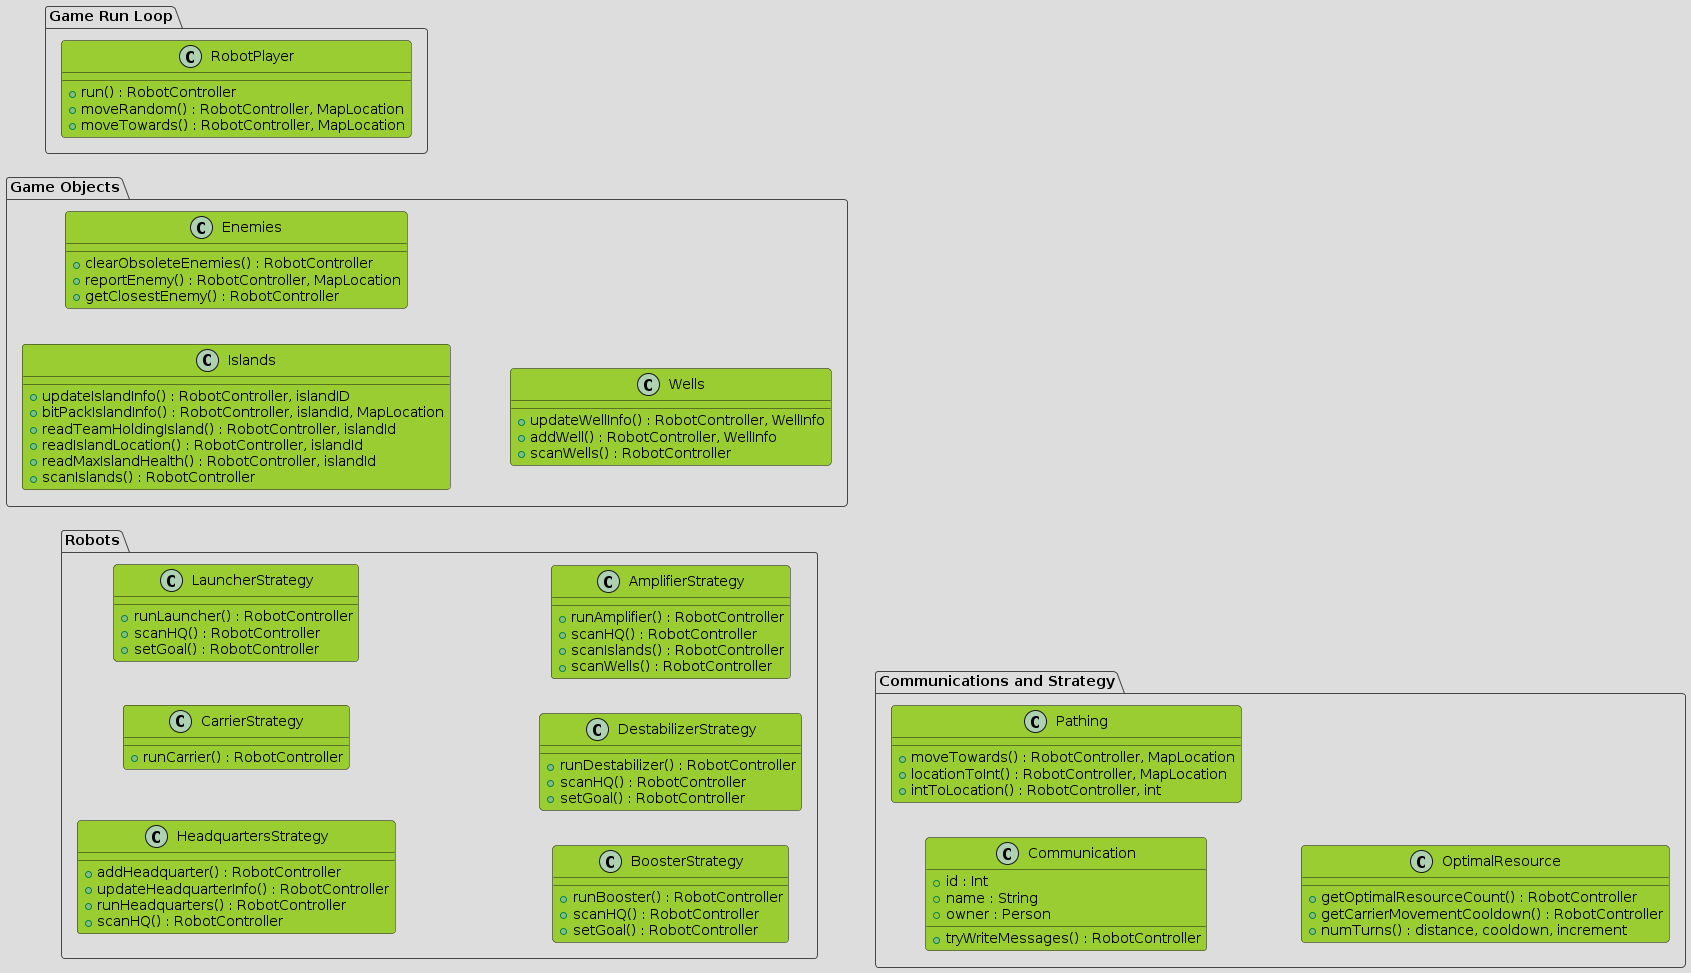 Game Run Loop
C RobotPlayer
run() : RobotController
moveRandom() : RobotController, MapLocation
moveTowards() : RobotController, MapLocation
Game Objects
C Enemies
clearObsoleteEnemies() : RobotController
reportEnemy() : RobotController, MapLocation
getClosestEnemy() : RobotController
C Islands
updateIslandInfo() : RobotController, islandID
bitPackIslandInfo() : RobotController, islandId, MapLocation
readTeamHoldingIsland() : RobotController, islandId
readIslandLocation() : RobotController, islandId
readMaxIslandHealth() : RobotController, islandId
scanIslands() : RobotController
C Wells
updateWellInfo() : RobotController, WellInfo
addWell() : RobotController, WellInfo
scanWells() : RobotController
Robots
C LauncherStrategy
runLauncher() : RobotController
scanHQ() : RobotController
setGoal() : RobotController
C AmplifierStrategy
runAmplifier() : RobotController
scanHQ() : RobotController
scanIslands() : RobotController
scanWells() : RobotController
C CarrierStrategy
runCarrier() : RobotController
C DestabilizerStrategy
runDestabilizer() : RobotController
scanHQ() : RobotController
setGoal() : RobotController
C HeadquartersStrategy
addHeadquarter() : RobotController
updateHeadquarterInfo() : RobotController
runHeadquarters() : RobotController
scanHQ() : RobotController
C BoosterStrategy
runBooster() : RobotController
scanHQ() : RobotController
setGoal() : RobotController
Communications and Strategy
C Pathing
moveTowards() : RobotController, MapLocation
locationToInt() : RobotController, MapLocation
intToLocation() : RobotController, int
C Communication
id : Int
name : String
owner : Person
tryWriteMessages() : RobotController
C OptimalResource
getOptimalResourceCount() : RobotController
getCarrierMovementCooldown() : RobotController
numTurns() : distance, cooldown, increment